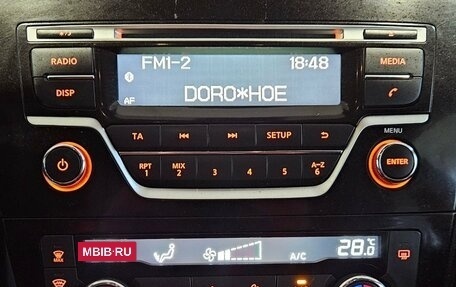 RADIO
DISP
FM1-2 18:48
AF
DORO*HOE
MEDIA
TA SETUP
MENU
ENTER
RPT 1
MIX 2
3
4
5
A-Z 6
MAX
MBIB.RU
A/C
28.0 °C